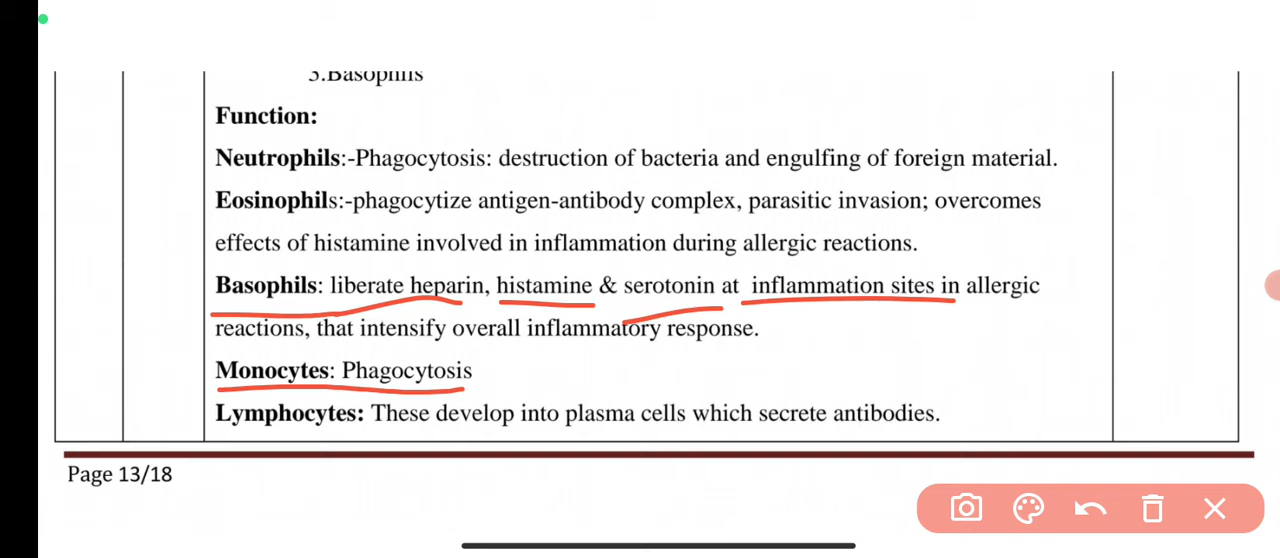 3.Basophils
Function:
Neutrophils:-Phagocytosis: destruction of bacteria and engulfing of foreign material.
Eosinophils:-phagocytize antigen-antibody complex, parasitic invasion; overcomes
effects of histamine involved in inflammation during allergic reactions.
Basophils: liberate heparin, histamine & serotonin at inflammation sites in allergic
reactions, that intensify overall inflammatory response.
Monocytes: Phagocytosis
Lymphocytes: These develop into plasma cells which secrete antibodies.
Page 13/18